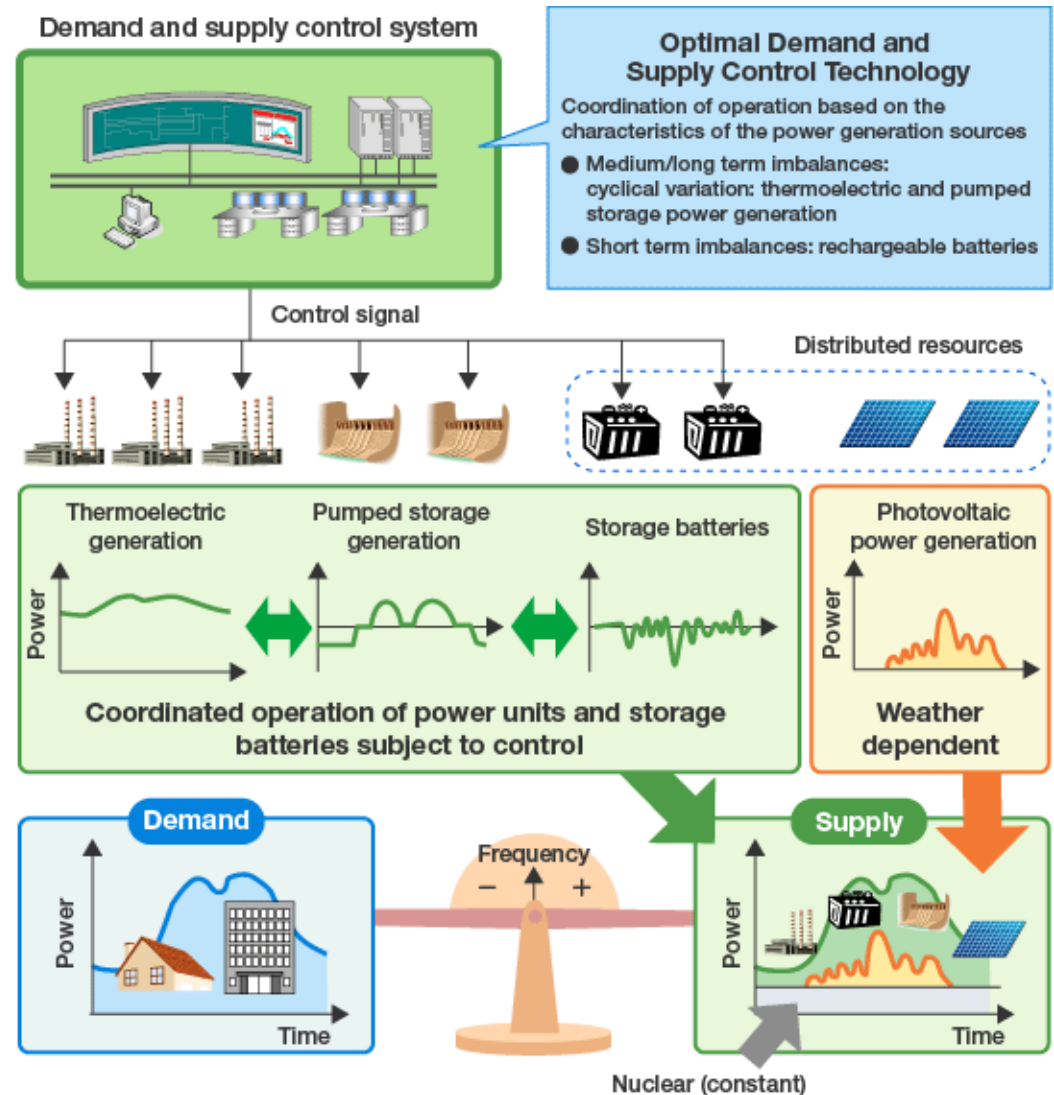 Demand and supply control system
Optimal Demand and
Supply Control Technology
Coordination of operation based on the
characteristics of the power generation sources
● Medium/long term imbalances:
cyclical variation: thermoelectric and pumped
storage power generation
● Short term imbalances: rechargeable batteries
Control signal
Distributed resources
Thermoelectric
generation
Power
Pumped storage
generation
Storage batteries
Coordinated operation of power units and storage
batteries subject to control
Photovoltaic
power generation
Power
Weather
dependent
Demand
Power
Time
Frequency
− +
Supply
Power
Time
Nuclear (constant)